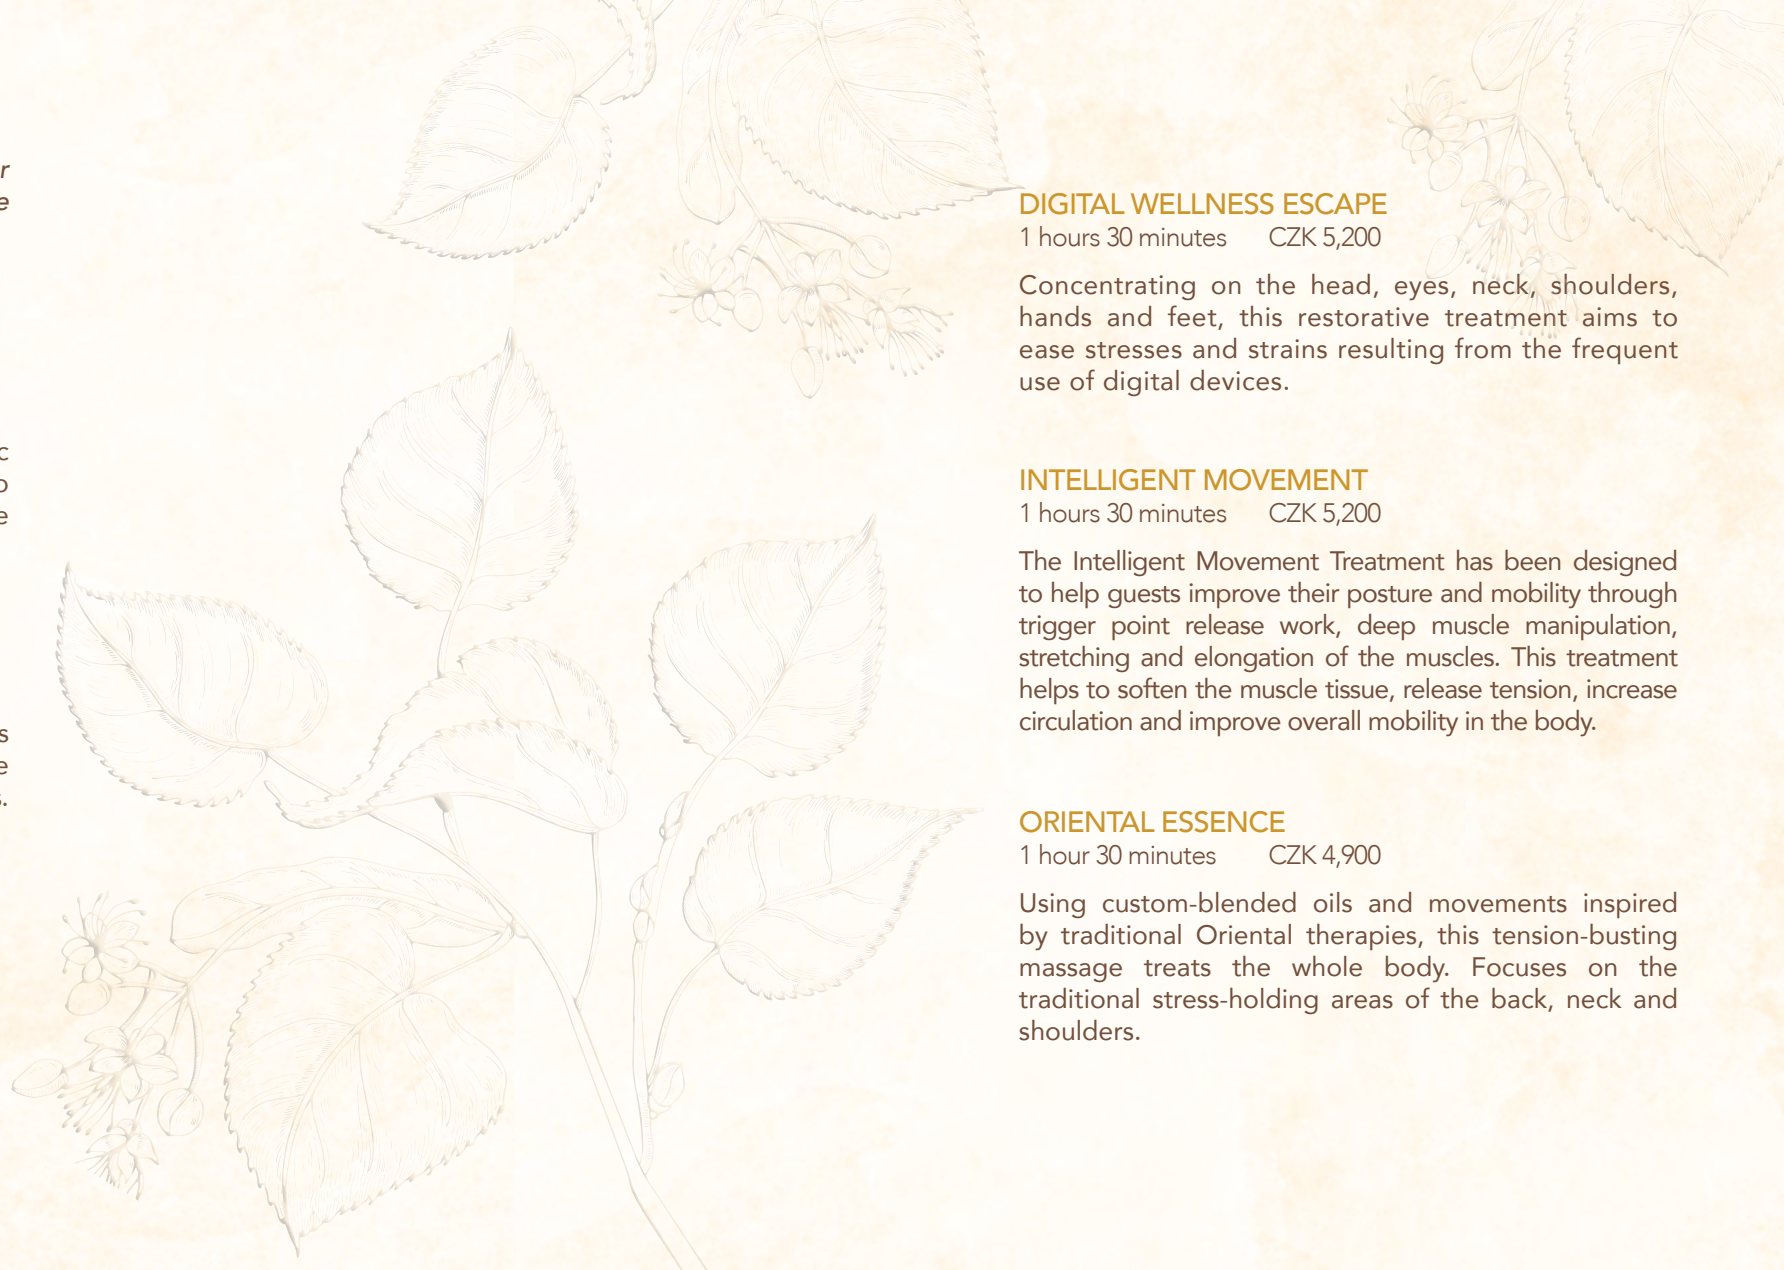 r
e
c
o
e
s
e
s.
DIGITAL WELLNESS ESCAPE
1 hours 30 minutes CZK 5,200
Concentrating on the head, eyes, neck, shoulders,
hands and feet, this restorative treatment aims to
ease stresses and strains resulting from the frequent
use of digital devices.
INTELLIGENT MOVEMENT
1 hours 30 minutes CZK 5,200
The Intelligent Movement Treatment has been designed
to help guests improve their posture and mobility through
trigger point release work, deep muscle manipulation,
stretching and elongation of the muscles. This treatment
helps to soften the muscle tissue, release tension, increase
circulation and improve overall mobility in the body.
ORIENTAL ESSENCE
1 hour 30 minutes CZK 4,900
Using custom-blended oils and movements inspired
by traditional Oriental therapies, this tension-busting
massage treats the whole body. Focuses on the
traditional stress-holding areas of the back, neck and
shoulders.